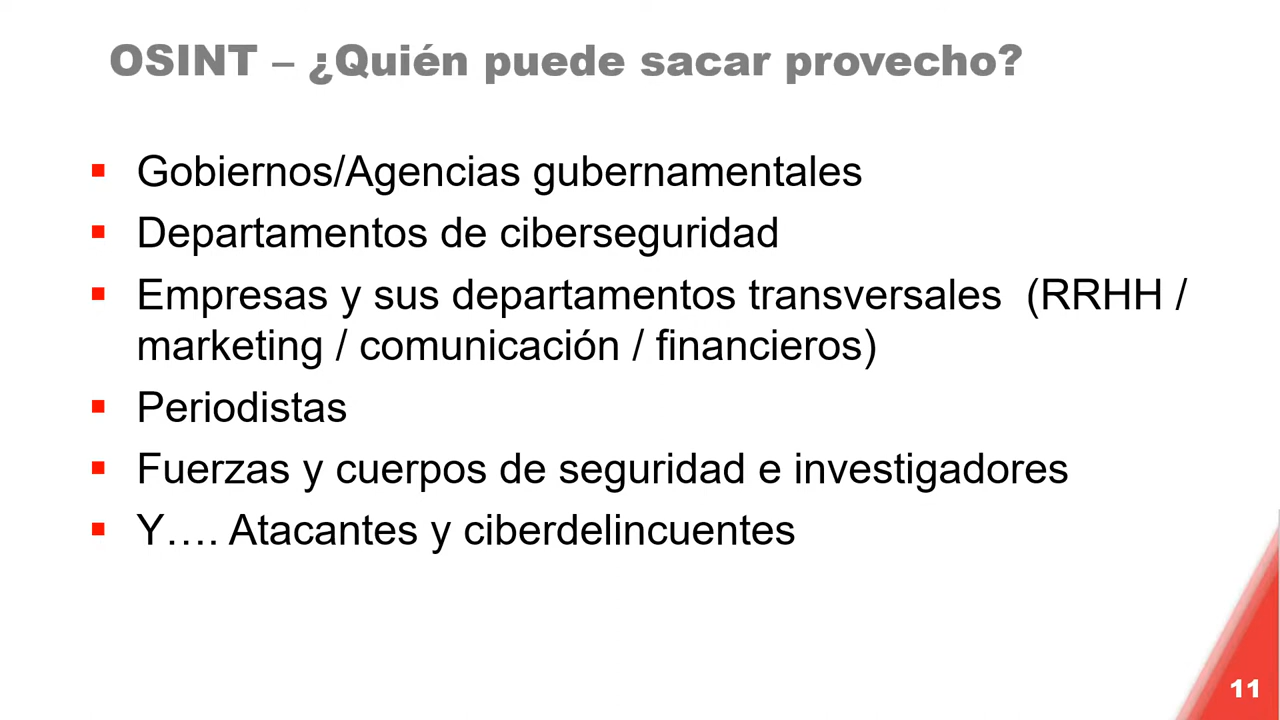 OSINT – ¿Quién puede sacar provecho?
▪ Gobiernos/Agencias gubernamentales
▪ Departamentos de ciberseguridad
▪ Empresas y sus departamentos transversales (RRHH /
marketing / comunicación / financieros)
▪ Periodistas
▪ Fuerzas y cuerpos de seguridad e investigadores
▪ Y…. Atacantes y ciberdelincuentes
11